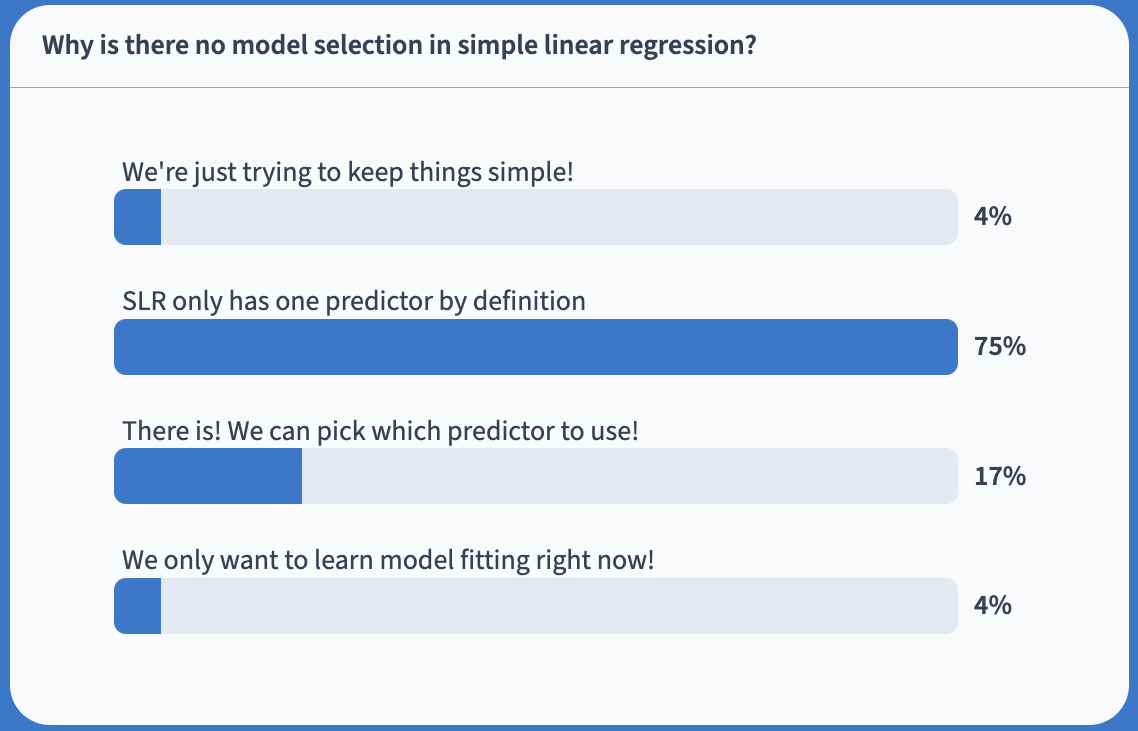 Why is there no model selection in simple linear regression?
We're just trying to keep things simple!
4%
SLR only has one predictor by definition
75%
There is! We can pick which predictor to use!
17%
We only want to learn model fitting right now!
4%